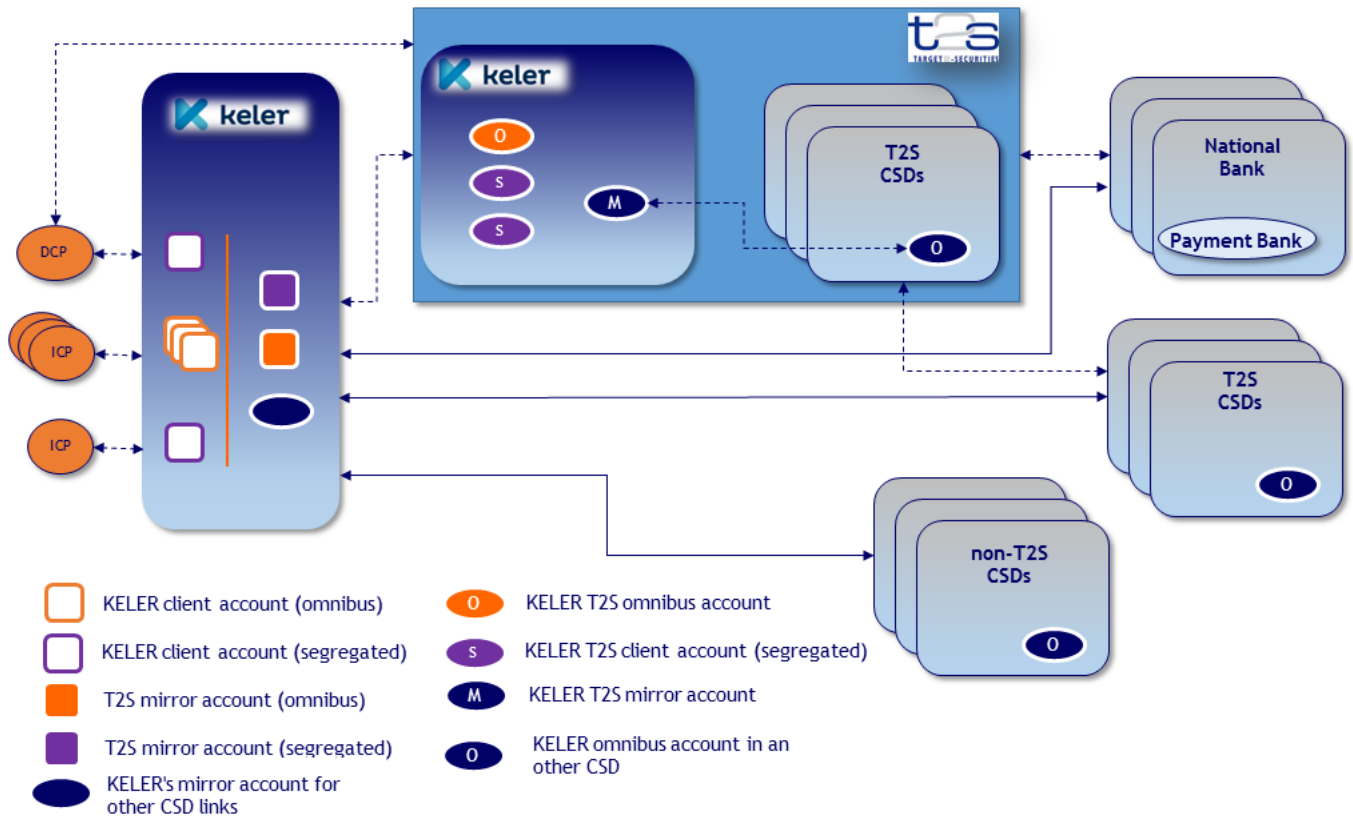 t2s
TARGET2-SECURITIES
keler
keler
O
S
S
M
T2S
CSDs
O
National
Bank
Payment Bank
DCP
ICP
ICP
T2S
CSDs
O
non-T2S
CSDs
O
KELER client account (omnibus)
KELER client account (segregated)
T2S mirror account (omnibus)
T2S mirror account (segregated)
KELER's mirror account for
other CSD links
O
KELER T2S omnibus account
S
KELER T2S client account (segregated)
M
KELER T2S mirror account
O
KELER omnibus account in an
other CSD